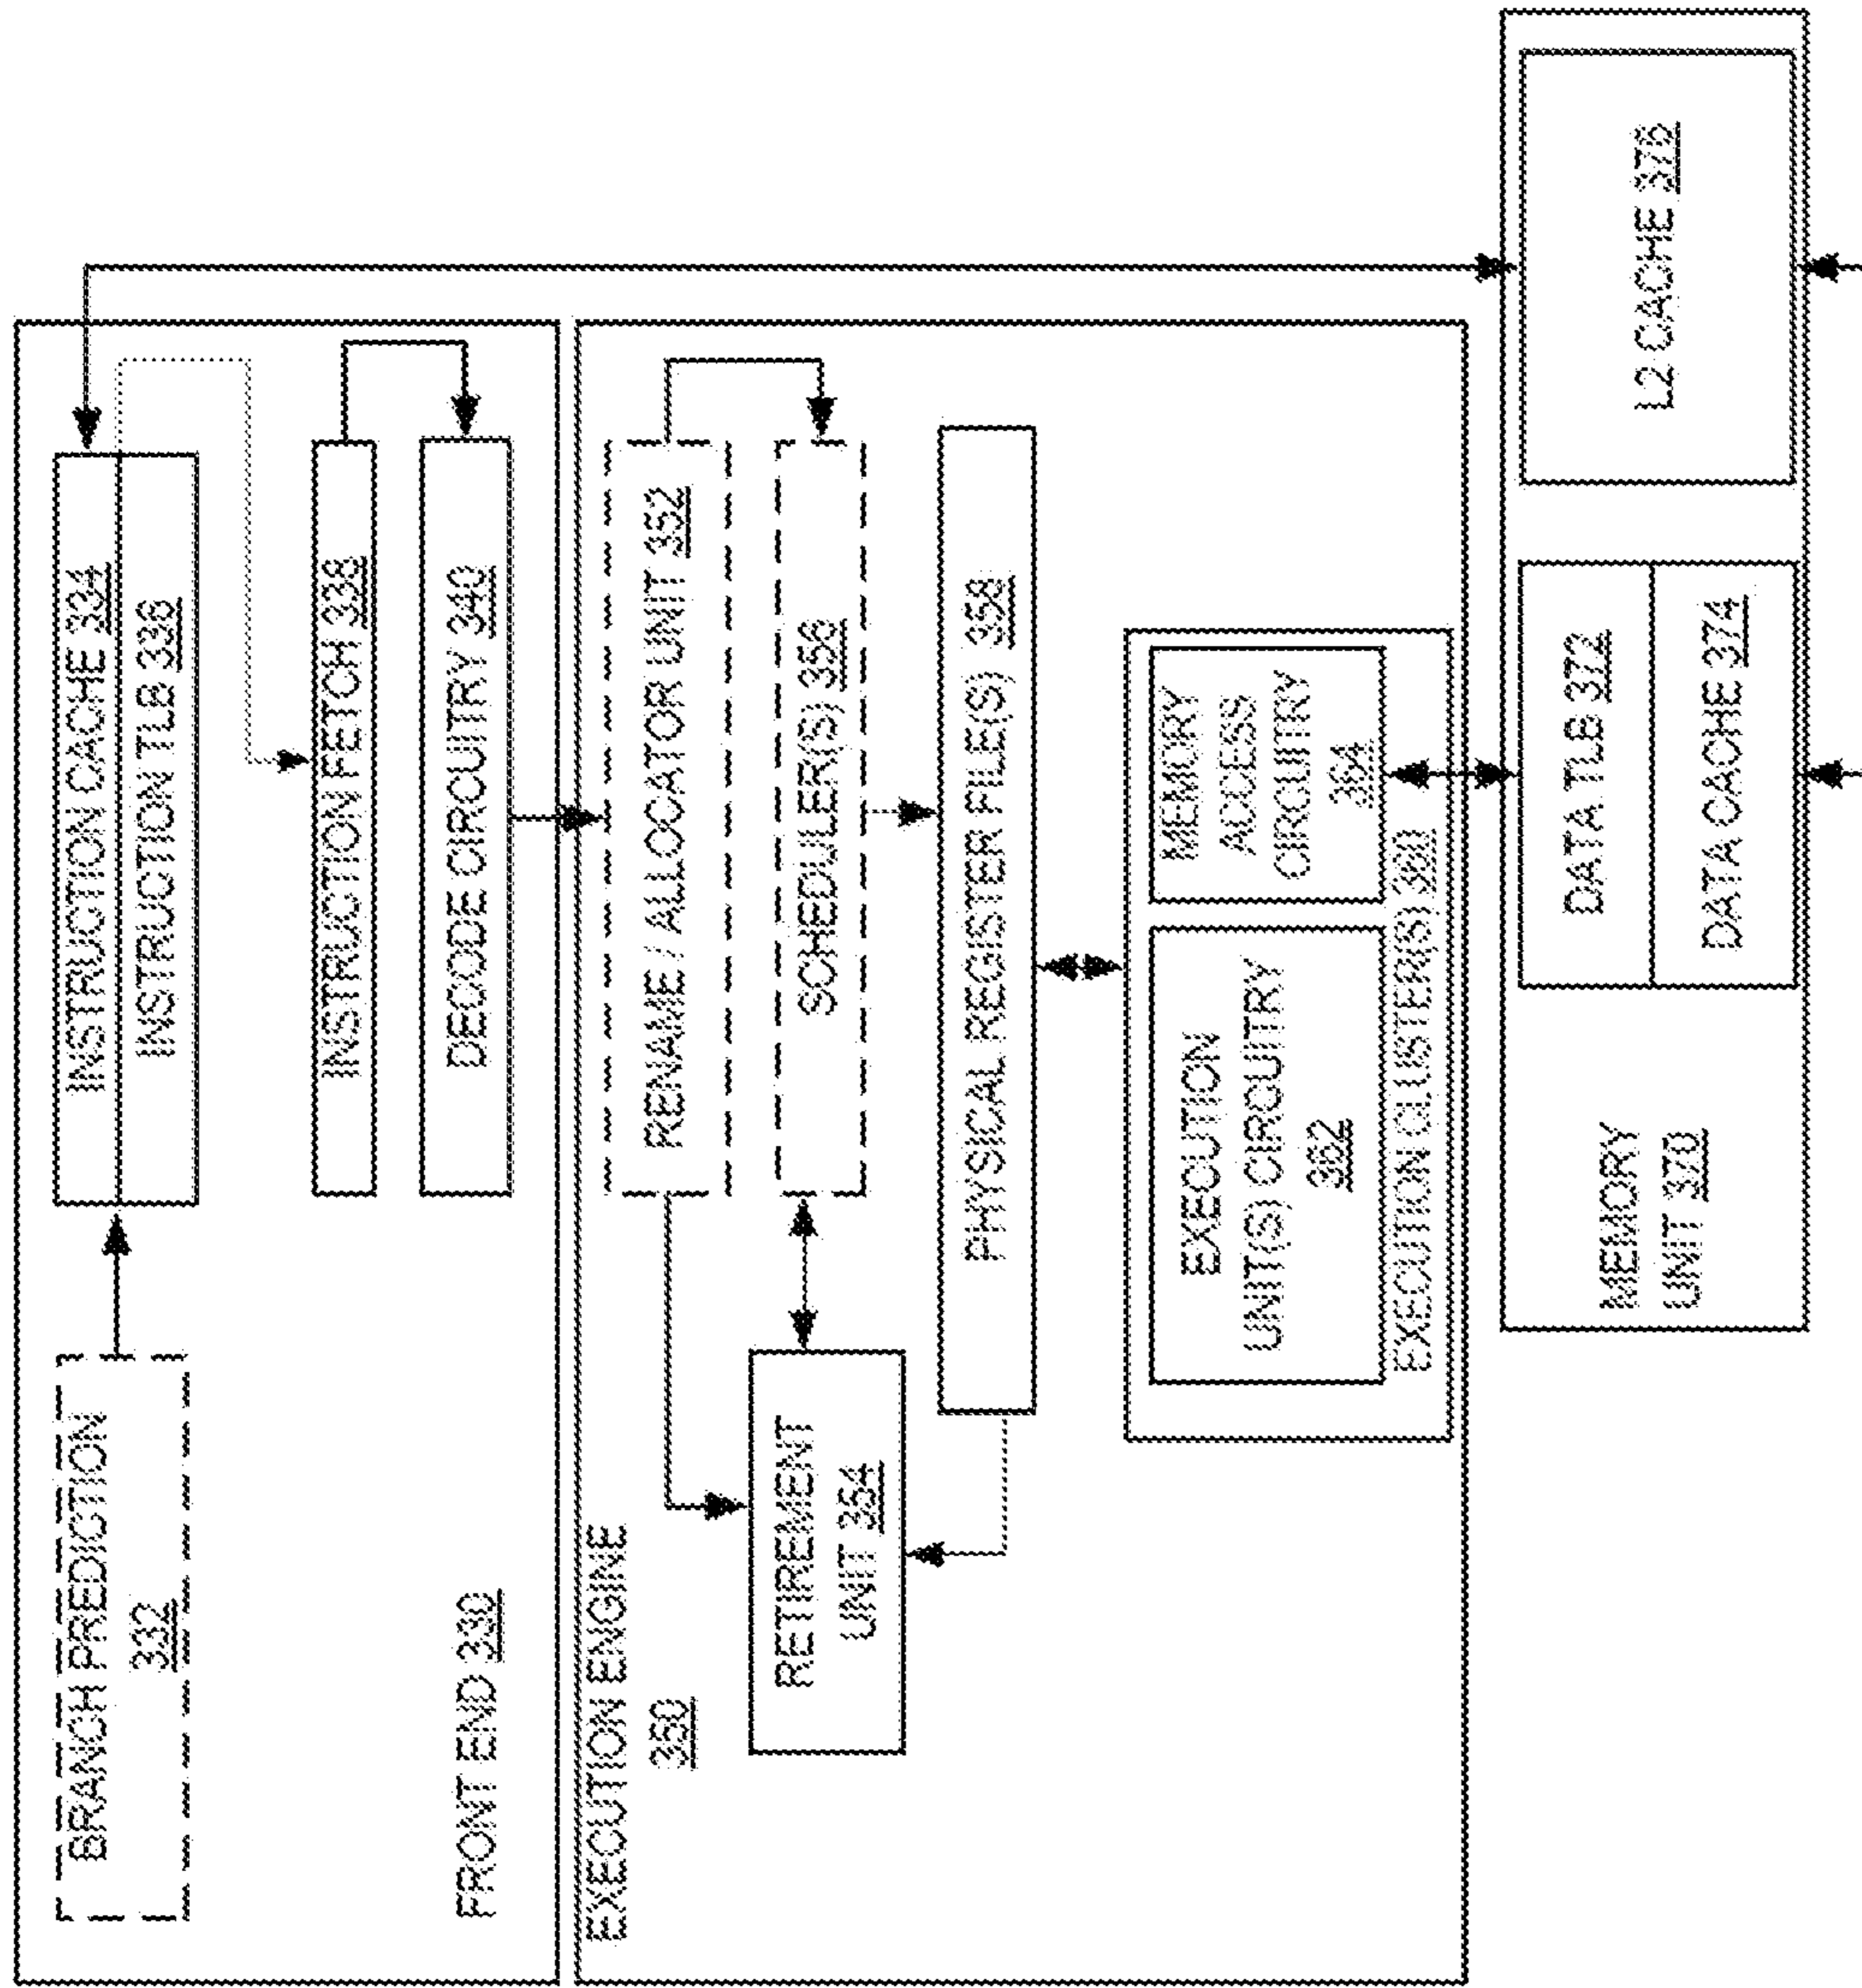 BRANCH PREDICTION
332
INSTRUCTION CACHE 334
INSTRUCTION TLB 336
INSTRUCTION FETCH 338
DECODE CIRCUITRY 340
FRONT END 330
EXECUTION ENGINE
350
RENAME / ALLOCATOR UNIT 352
RETIREMENT
UNIT 354
SCHEDULER(S) 356
PHYSICAL REGISTER FILE(S) 358
EXECUTION
UNIT(S) CIRCUITRY
362
MEMORY
ACCESS
CIRCUITRY
364
EXECUTION CLUSTER(S) 360
MEMORY
UNIT 370
DATA TLB 372
DATA CACHE 374
L2 CACHE 376